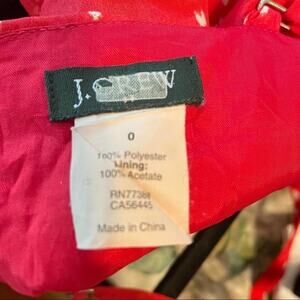 J.CREW
0
100% Polyester
Lining:
100% Acetate
RN77388
CA56445
Made in China